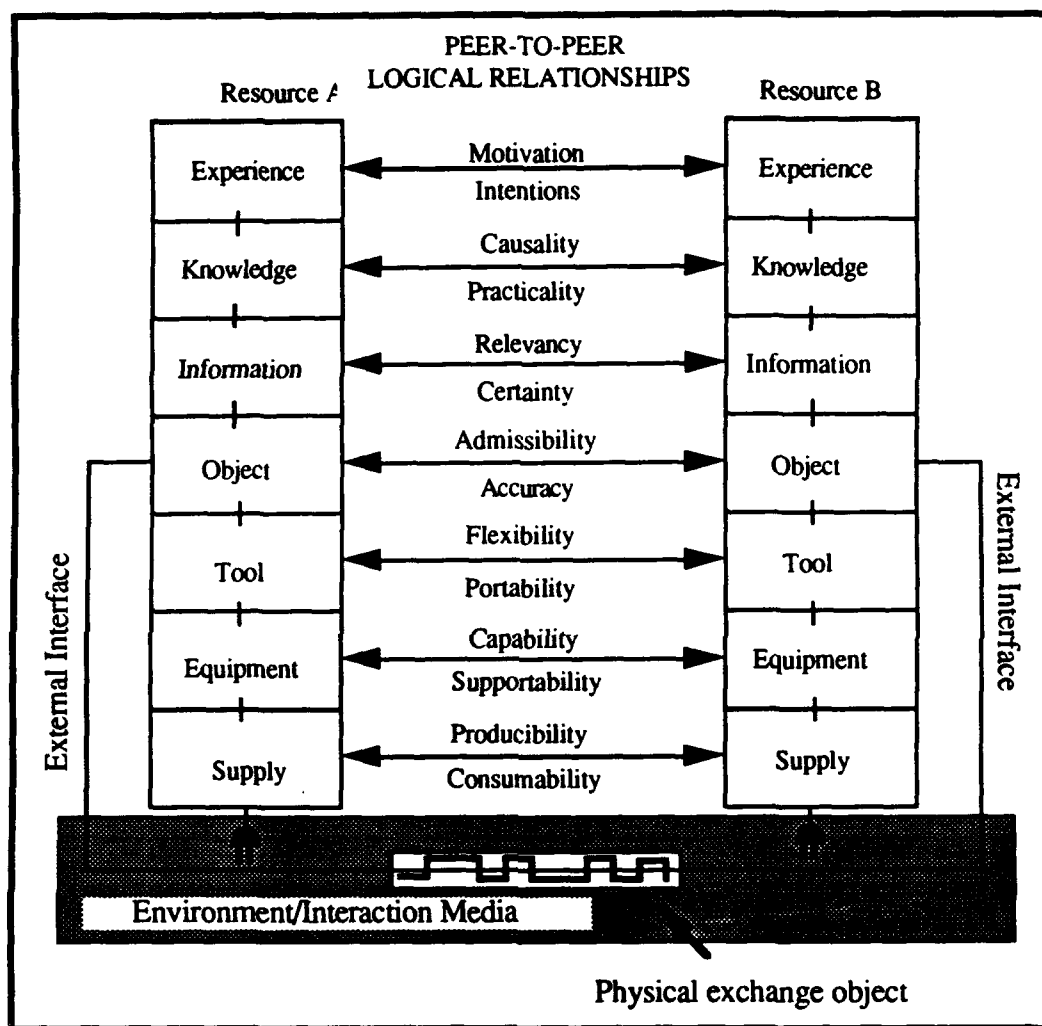 PEER-TO-PEER
LOGICAL RELATIONSHIPS
Resource A
Resource B
Experience
Motivation
Intentions
Experience
Knowledge
Causality
Practicality
Knowledge
Information
Relevancy
Certainty
Information
Object
Admissibility
Accuracy
Object
Tool
Flexibility
Portability
Tool
Equipment
Capability
Supportability
Equipment
Supply
Producibility
Consumability
Supply
External Interface
External Interface
Environment/Interaction Media
Physical exchange object